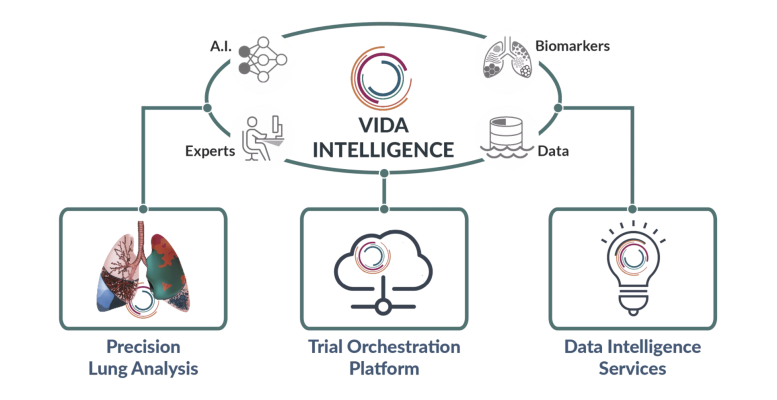 A.I.
Biomarkers
VIDA
INTELLIGENCE
Experts
Data
Precision
Lung Analysis
Trial Orchestration
Platform
Data Intelligence
Services